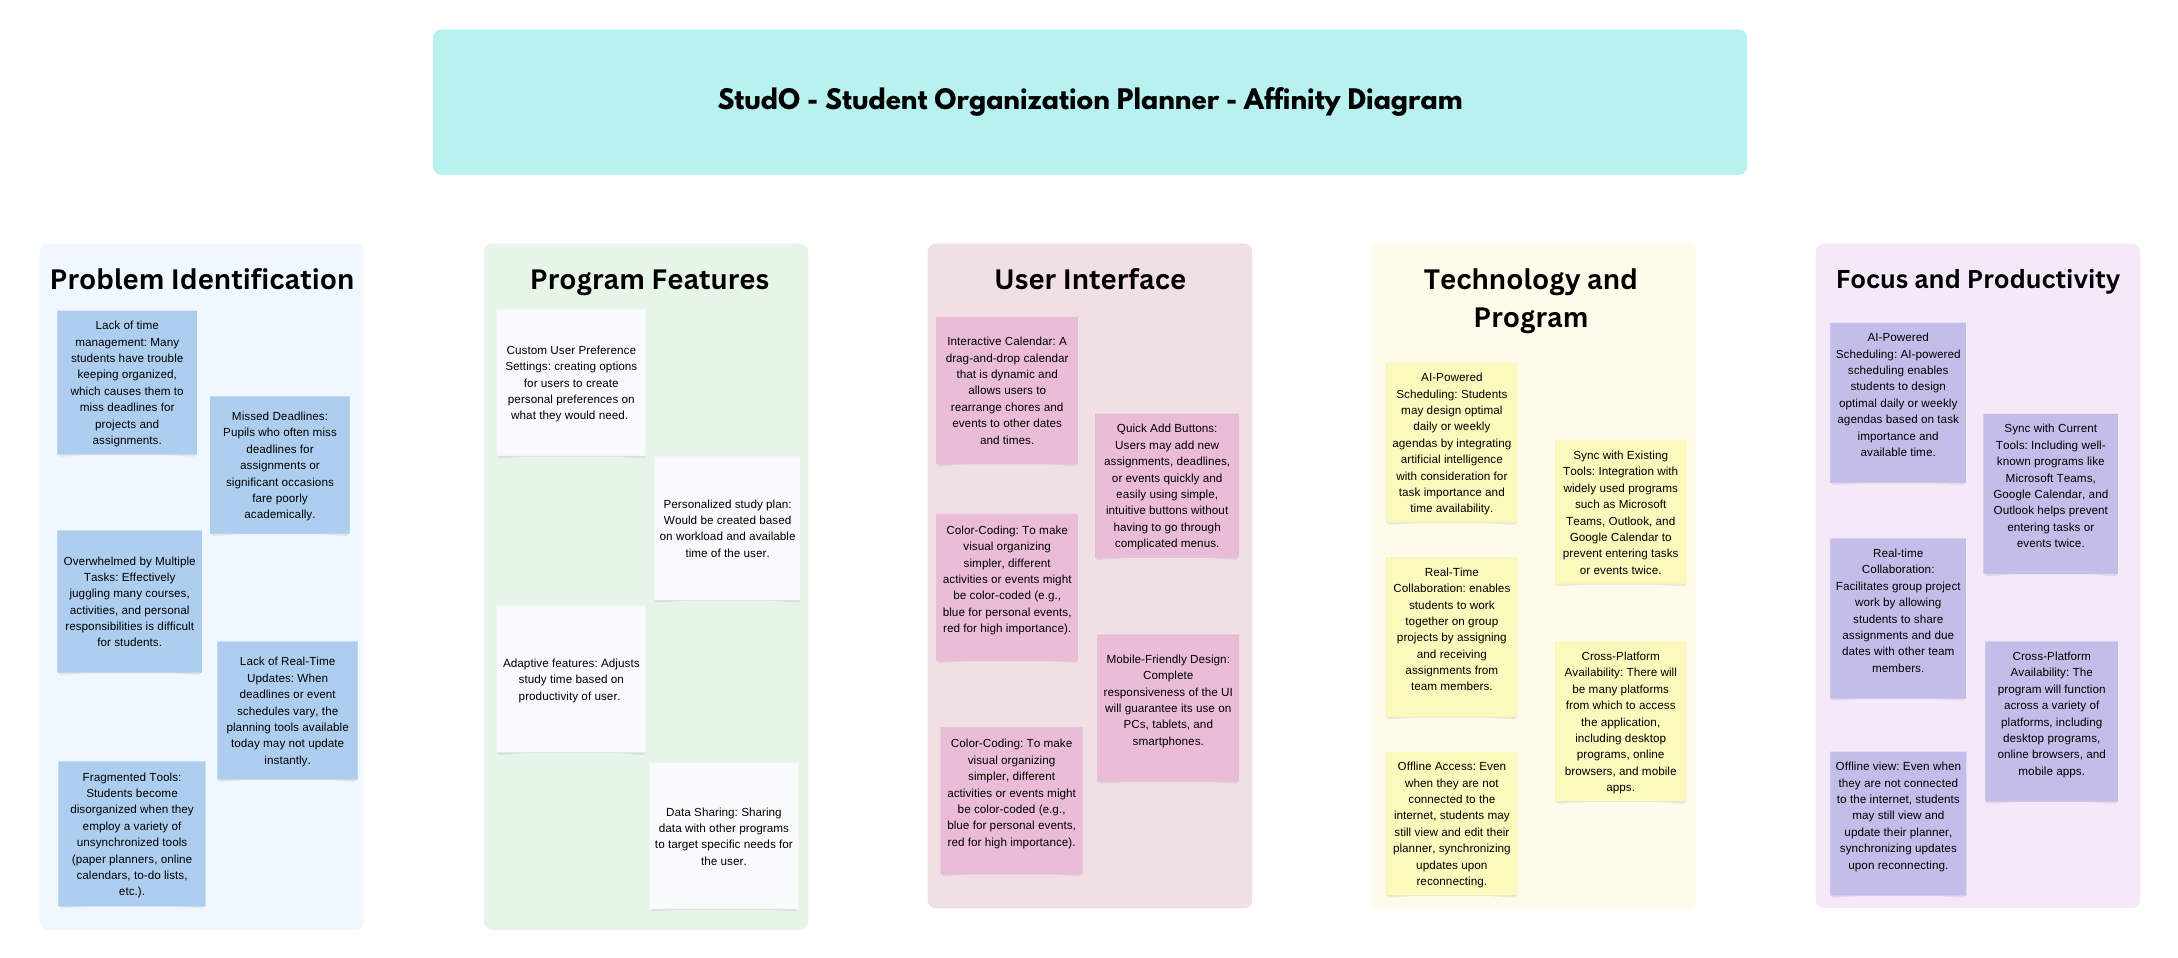 StudO - Student Organization Planner - Affinity Diagram
Problem Identification
Lack of time
management: Many
students have trouble
keeping organized,
which causes them to
miss deadlines for
projects and
assignments.
Missed Deadlines:
Pupils who often miss
deadlines for
assignments or
significant occasions
fare poorly
academically.
Overwhelmed by Multiple
Tasks: Effectively
juggling many courses,
activities, and personal
responsibilities is difficult
for students.
Lack of Real-Time
Updates: When
deadlines or event
schedules vary, the
planning tools available
today may not update
instantly.
Fragmented Tools:
Students become
disorganized when they
employ a variety of
unsynchronized tools
(paper planners, online
calendars, to-do lists,
etc.).
Program Features
Custom User Preference
Settings: creating options
for users to create
personal preferences on
what they would need.
Personalized study plan:
Would be created based
on workload and available
time of the user.
Adaptive features: Adjusts
study time based on
productivity of user.
Data Sharing: Sharing
data with other programs
to target specific needs for
the user.
User Interface
Interactive Calendar: A
drag-and-drop calendar
that is dynamic and
allows users to
rearrange chores and
events to other dates
and times.
Quick Add Buttons:
Users may add new
assignments, deadlines,
or events quickly and
easily using simple,
intuitive buttons without
having to go through
complicated menus.
Color-Coding: To make
visual organizing
simpler, different
activities or events might
be color-coded (e.g.,
blue for personal events,
red for high importance).
Mobile-Friendly Design:
Complete
responsiveness of the UI
will guarantee its use on
PCs, tablets, and
smartphones.
Color-Coding: To make
visual organizing
simpler, different
activities or events might
be color-coded (e.g.,
blue for personal events,
red for high importance).
Technology and
Program
AI-Powered
Scheduling: Students
may design optimal
daily or weekly
agendas by integrating
artificial intelligence
with consideration for
task importance and
time availability.
Sync with Existing
Tools: Integration with
widely used programs
such as Microsoft
Teams, Outlook, and
Google Calendar to
prevent entering tasks
or events twice.
Real-Time
Collaboration: enables
students to work
together on group
projects by assigning
and receiving
assignments from
team members.
Cross-Platform
Availability: There will
be many platforms
from which to access
the application,
including desktop
programs, online
browsers, and mobile
apps.
Offline Access: Even
when they are not
connected to the
internet, students may
still view and edit their
planner, synchronizing
updates upon
reconnecting.
Focus and Productivity
AI-Powered
Scheduling: AI-powered
scheduling enables
students to design
optimal daily or weekly
agendas based on task
importance and
available time.
Sync with Current
Tools: Including well-
known programs like
Microsoft Teams,
Google Calendar, and
Outlook helps prevent
entering tasks or
events twice.
Real-time
Collaboration:
Facilitates group project
work by allowing
students to share
assignments and due
dates with other team
members.
Cross-Platform
Availability: The
program will function
across a variety of
platforms, including
desktop programs,
online browsers, and
mobile apps.
Offline view: Even when
they are not connected
to the internet, students
may still view and
update their planner,
synchronizing updates
upon reconnecting.